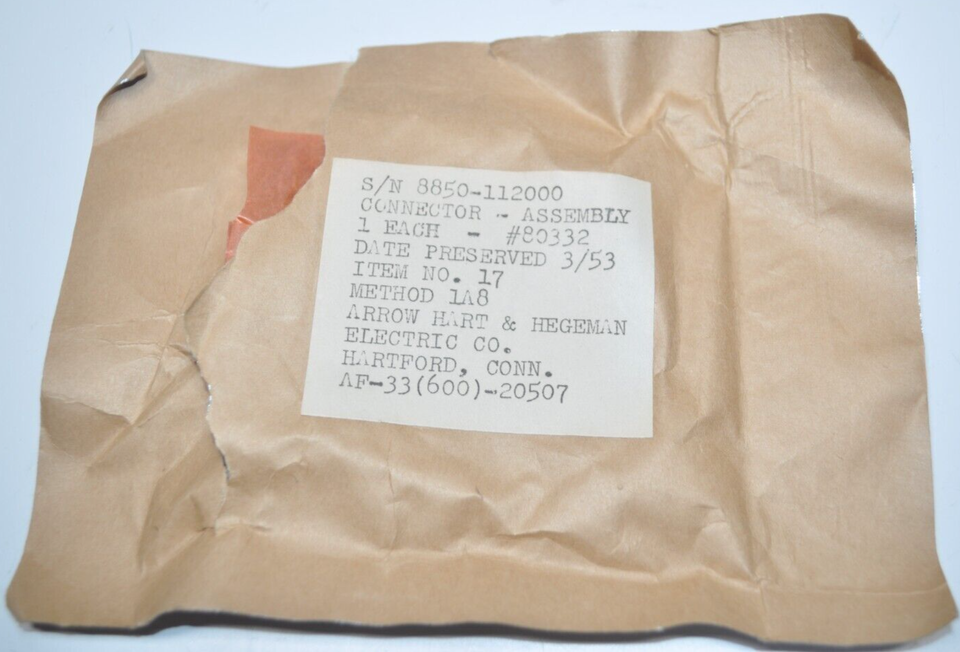 S/N 8850-112000
CONNECTOR - ASSEMBLY
1 EACH - #80332
DATE PRESERVED 3/53
ITEM NO. 17
METHOD 1A8
ARROW HART & HEGEMAN
ELECTRIC CO.
HARTFORD, CONN.
AF-33(600)-20507